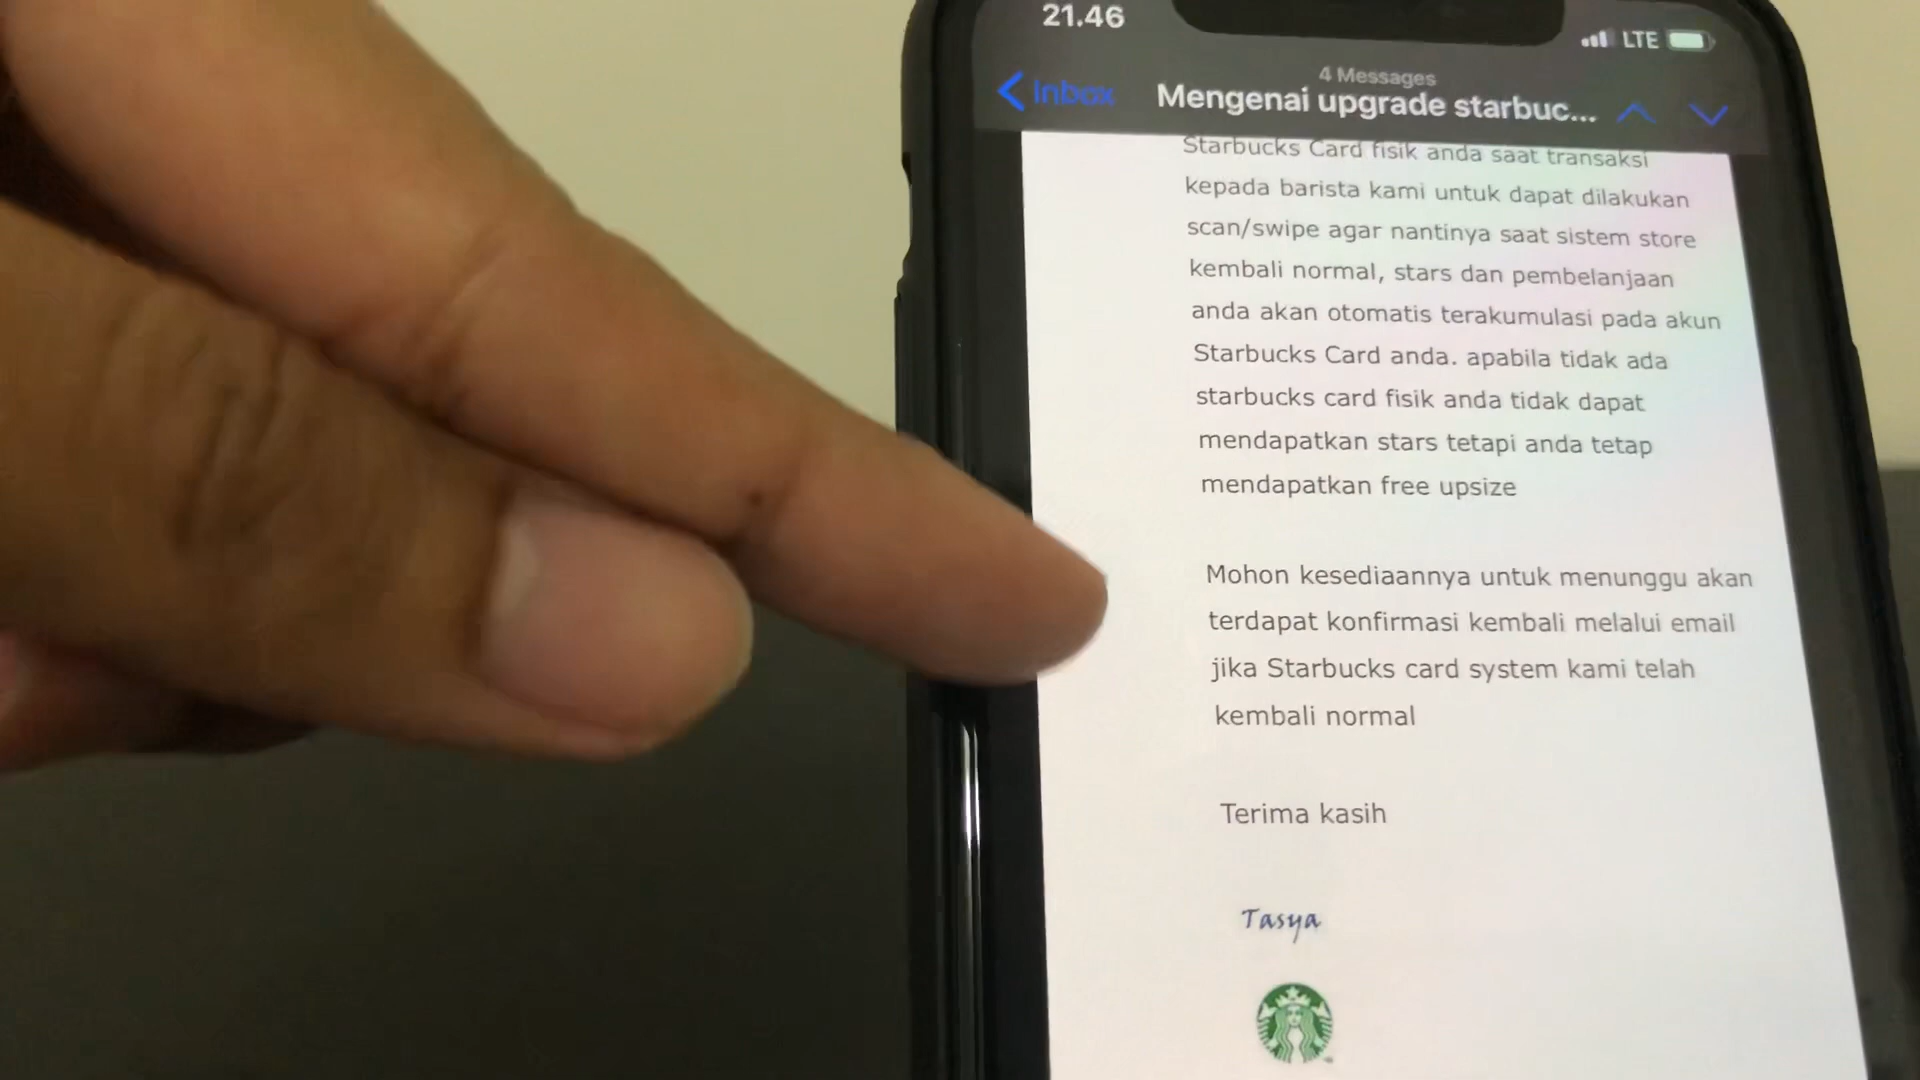 21.46
LTE
4 Messages
Inbox
Mengenai upgrade starbuc...
Starbucks Card fisik anda saat transaksi
kepada barista kami untuk dapat dilakukan
scan/swipe agar nantinya saat sistem store
kembali normal, stars dan pembelanjaan
anda akan otomatis terakumulasi pada akun
Starbucks Card anda. apabila tidak ada
starbucks card fisik anda tidak dapat
mendapatkan stars tetapi anda tetap
mendapatkan free upsize
Mohon kesediaannya untuk menunggu akan
terdapat konfirmasi kembali melalui email
jika Starbucks card system kami telah
kembali normal
Terima kasih
Tasya